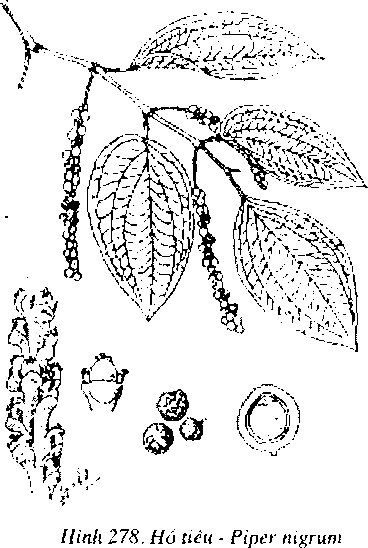 Hình 278. Hồ tiêu - Piper nigrum